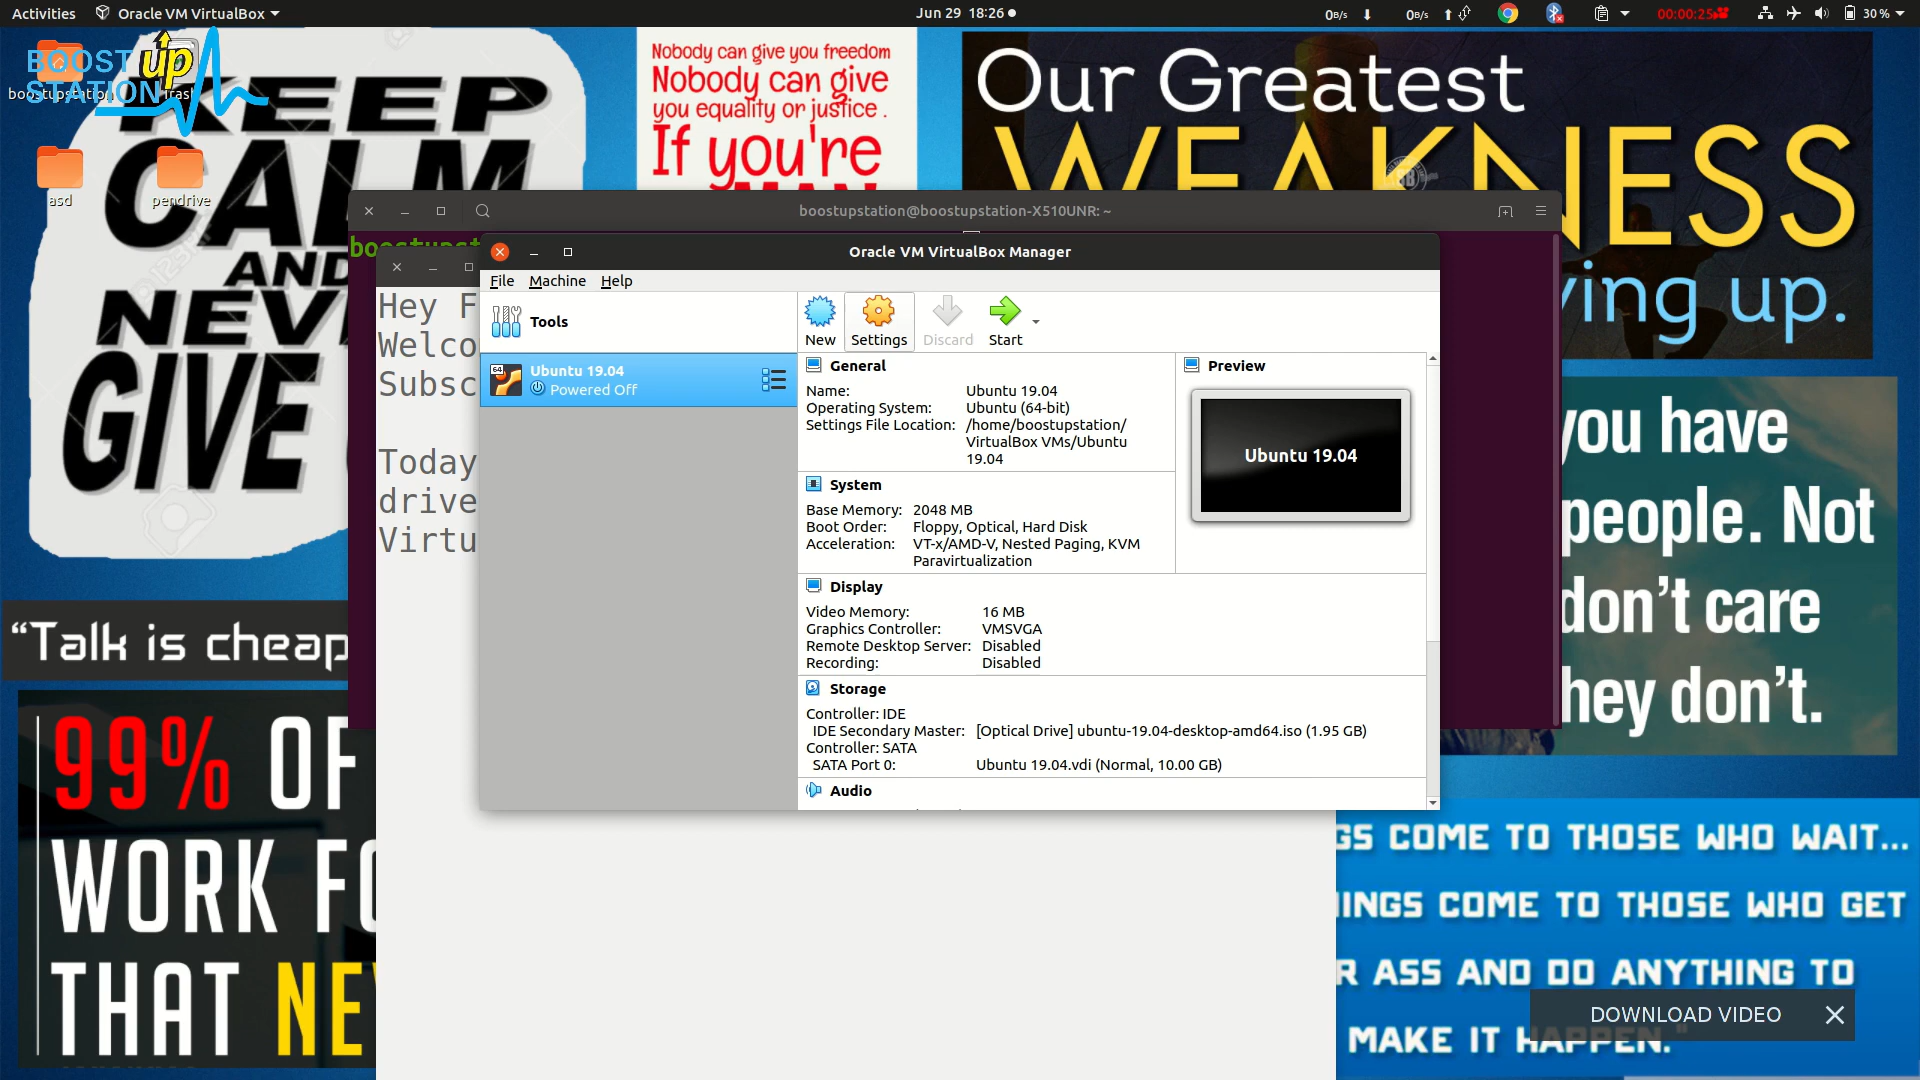 Activities
Oracle VM VirtualBox
Jun 29 18:26
0B/s
0B/s
00:00:25
30 %
BOOST up
STATION
boostupstation
Trash
asd
pendrive
KEEP
CALM
AND
NEV
GIVE
Nobody can give you freedom
Nobody can give
you equality or justice .
If you're
Our Greatest
WEAKNESS
ving up.
boostupstation@boostupstation-X510UNR: ~
boostupst
Hey F
Welco
Subsc
Today
drive
Virtu
Oracle VM VirtualBox Manager
File
Machine
Help
Tools
New
Settings
Discard
Start
64
Ubuntu 19.04
Powered Off
General
Name: Ubuntu 19.04
Operating System: Ubuntu (64-bit)
Settings File Location: /home/boostupstation/
VirtualBox VMs/Ubuntu
19.04
Preview
Ubuntu 19.04
System
Base Memory: 2048 MB
Boot Order: Floppy, Optical, Hard Disk
Acceleration: VT-x/AMD-V, Nested Paging, KVM
Paravirtualization
Display
Video Memory: 16 MB
Graphics Controller: VMSVGA
Remote Desktop Server: Disabled
Recording: Disabled
Storage
Controller: IDE
IDE Secondary Master: [Optical Drive] ubuntu-19.04-desktop-amd64.iso (1.95 GB)
Controller: SATA
SATA Port 0: Ubuntu 19.04.vdi (Normal, 10.00 GB)
Audio
you have
people. Not
don't care
hey don't.
“Talk is cheap
99% OF
WORK FO
THAT NE
GS COME TO THOSE WHO WAIT...
INGS COME TO THOSE WHO GET
R ASS AND DO ANYTHING TO
MAKE IT HAPPEN."
DOWNLOAD VIDEO